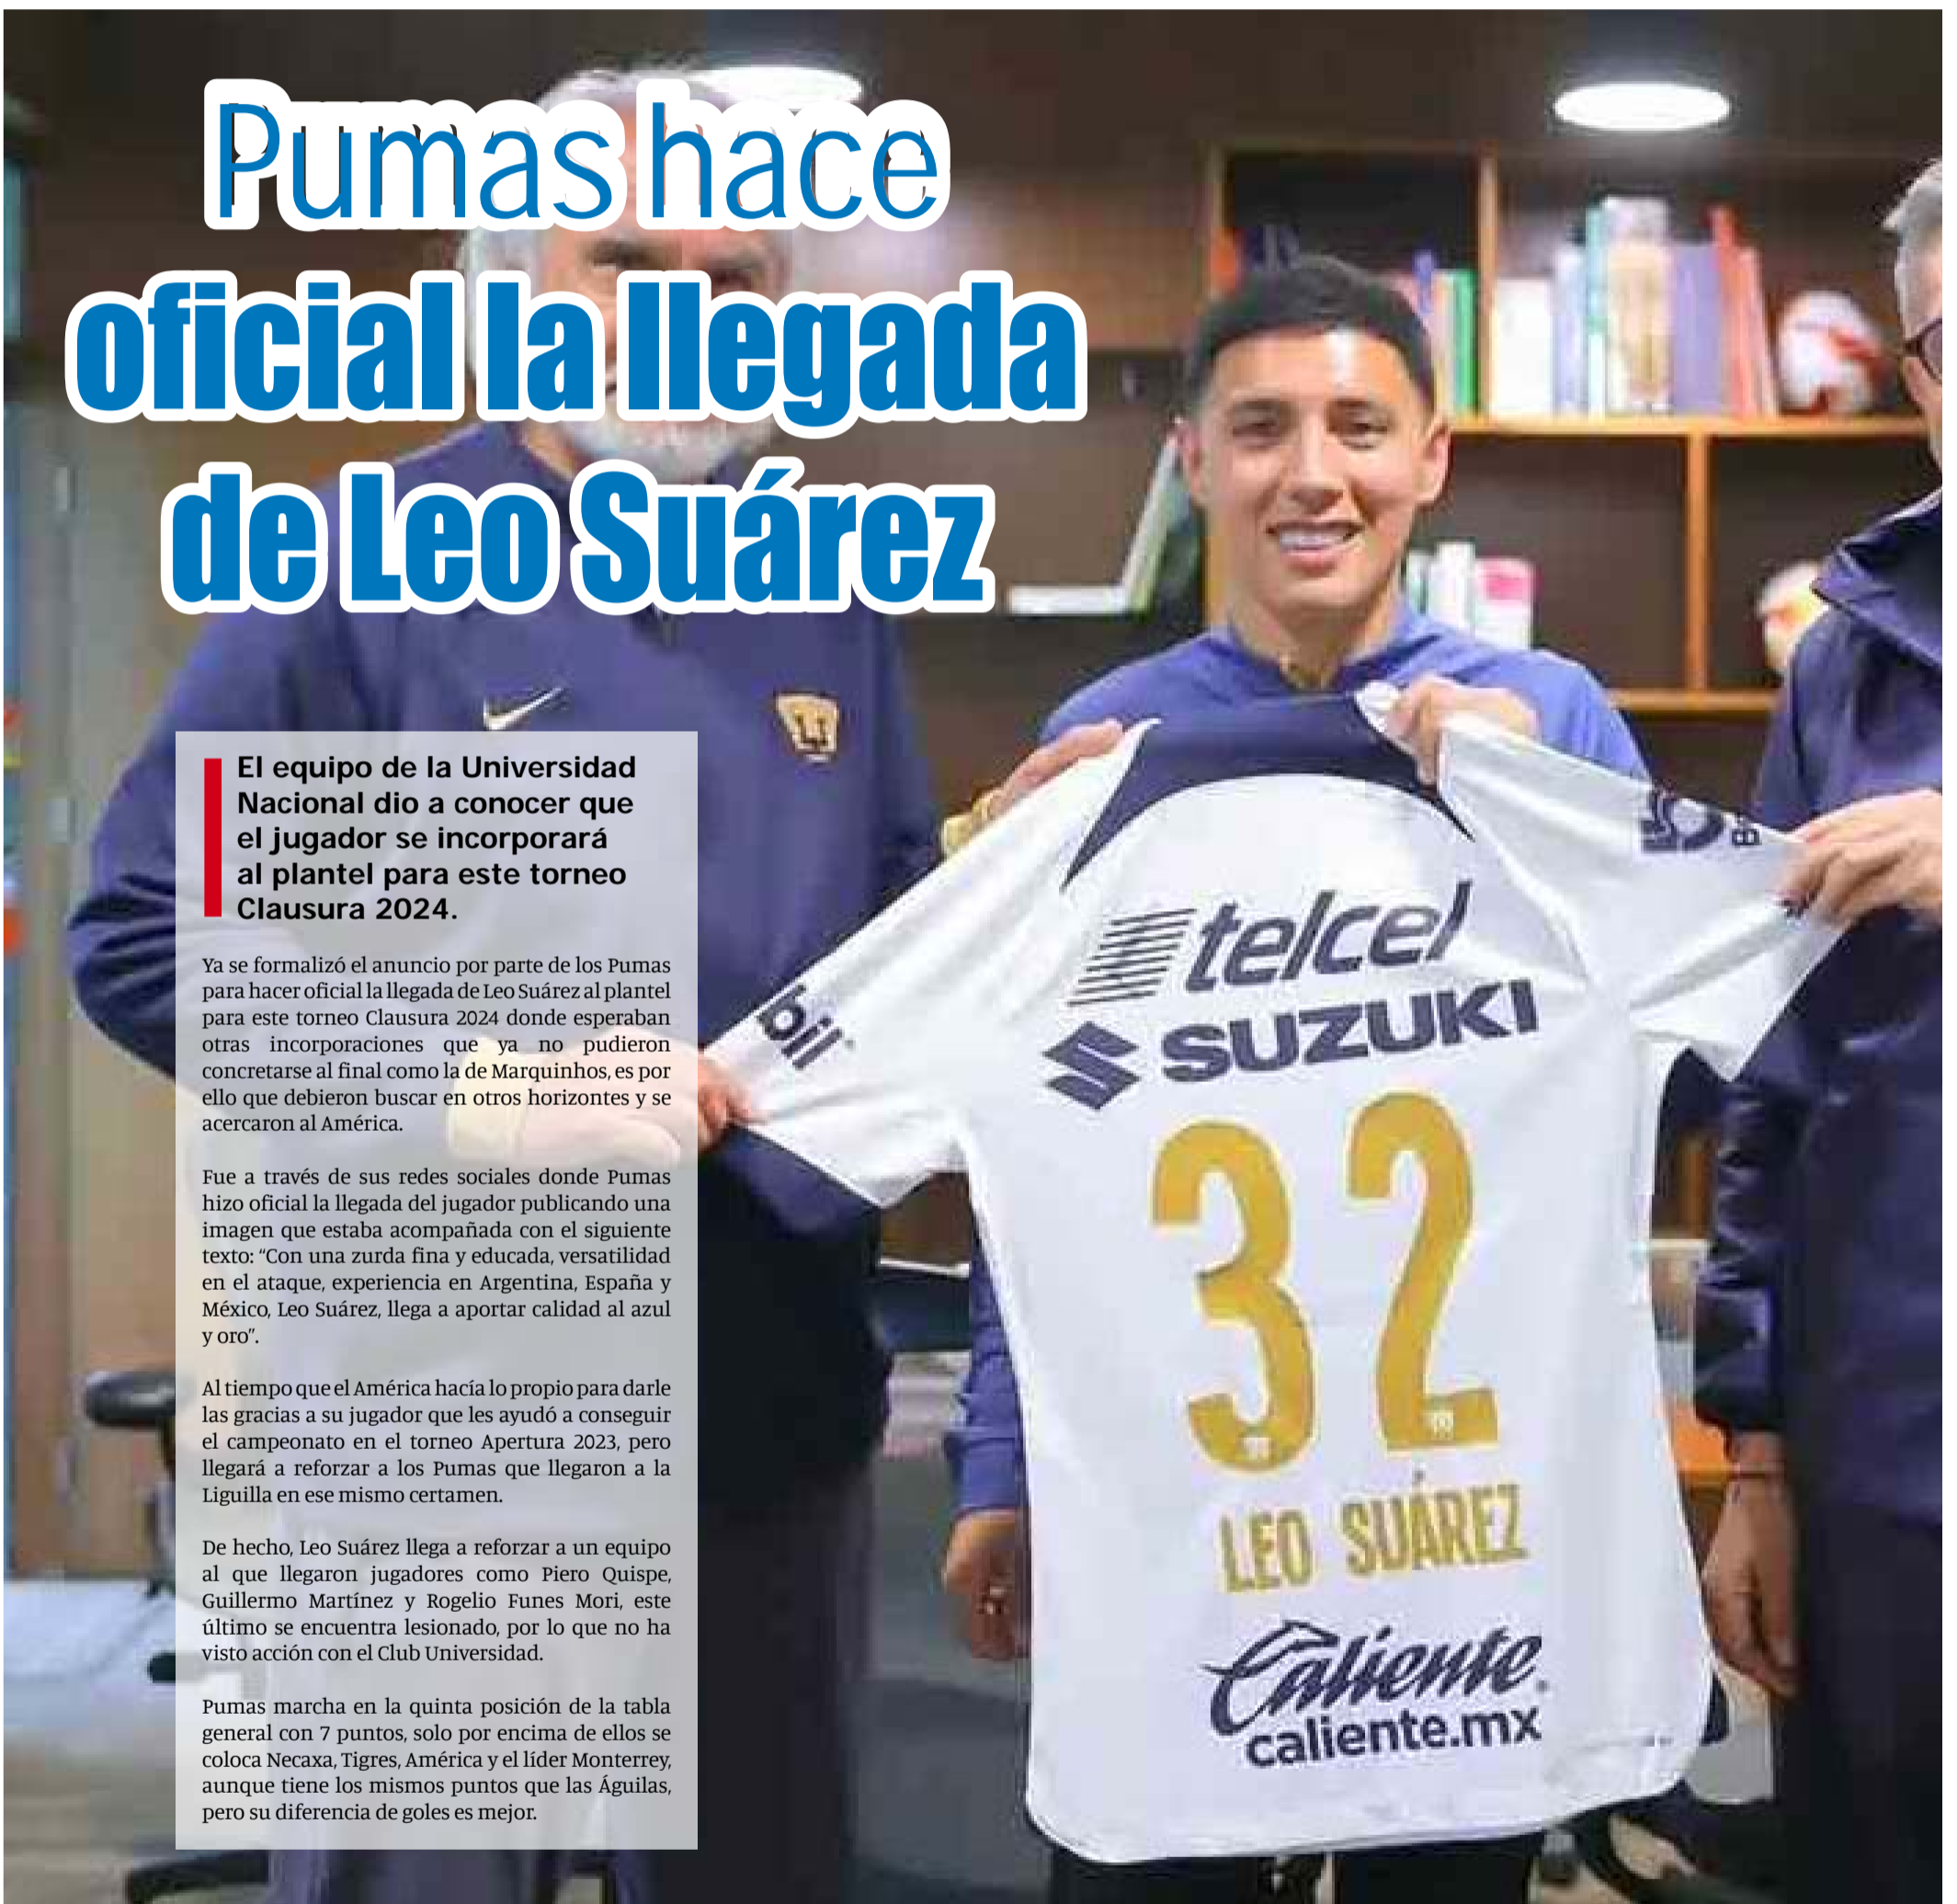 Pumas hace
oficial la llegada
de Leo Suárez
El equipo de la Universidad
Nacional dio a conocer que
el jugador se incorporará
al plantel para este torneo
Clausura 2024.
Ya se formalizó el anuncio por parte de los Pumas
para hacer oficial la llegada de Leo Suárez al plantel
para este torneo Clausura 2024 donde esperaban
otras incorporaciones que ya no pudieron
concretarse al final como la de Marquinhos, es por
ello que debieron buscar en otros horizontes y se
acercaron al América.
Fue a través de sus redes sociales donde Pumas
hizo oficial la llegada del jugador publicando una
imagen que estaba acompañada con el siguiente
texto: “Con una zurda fina y educada, versatilidad
en el ataque, experiencia en Argentina, España y
México, Leo Suárez, llega a aportar calidad al azul
y oro”.
Al tiempo que el América hacía lo propio para darle
las gracias a su jugador que les ayudó a conseguir
el campeonato en el torneo Apertura 2023, pero
llegará a reforzar a los Pumas que llegaron a la
Liguilla en ese mismo certamen.
De hecho, Leo Suárez llega a reforzar a un equipo
al que llegaron jugadores como Piero Quispe,
Guillermo Martínez y Rogelio Funes Mori, este
último se encuentra lesionado, por lo que no ha
visto acción con el Club Universidad.
Pumas marcha en la quinta posición de la tabla
general con 7 puntos, solo por encima de ellos se
coloca Necaxa, Tigres, América y el líder Monterrey,
aunque tiene los mismos puntos que las Águilas,
pero su diferencia de goles es mejor.
telcel
SUZUKI
bil
32
LEO SUÁREZ
Caliente
caliente.mx